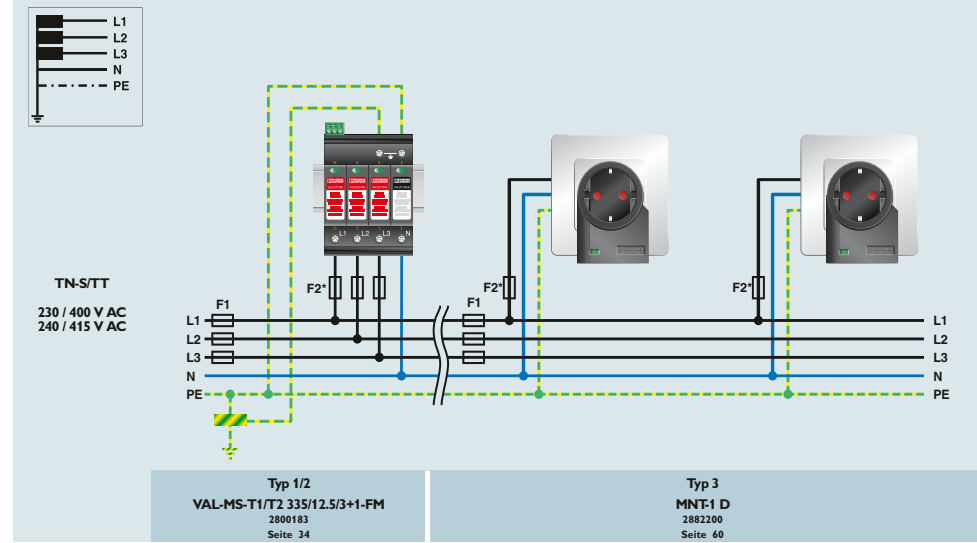 L1
L2
L3
N
PE
TN-S/TT
230 / 400 V AC
240 / 415 V AC
L1 L2 L3 N
F2* F2* F2*
F1 F1
L1 L1
L2 L2
L3 L3
N N
PE PE
Typ 1/2
VAL-MS-T1/T2 335/12.5/3+1-FM
2800183
Seite 34
Typ 3
MNT-1 D
2882200
Seite 60